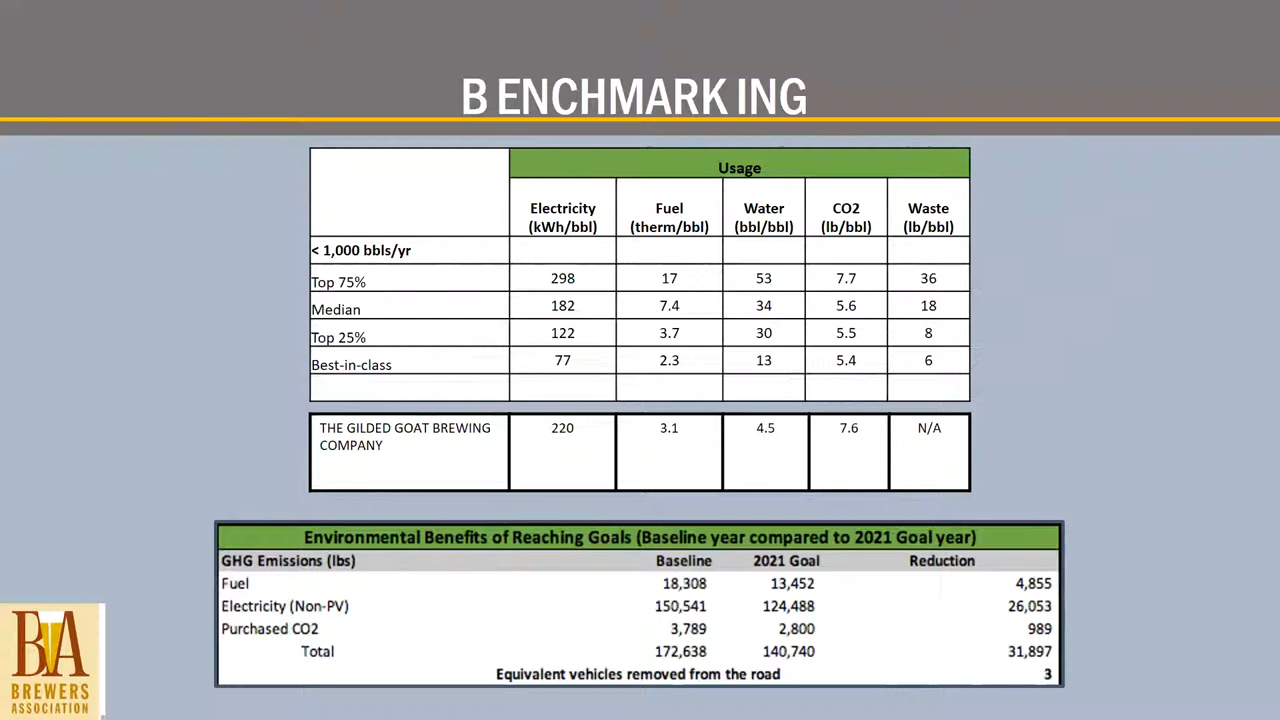 B ENCHMARK ING
Usage
Electricity (kWh/bbl) Fuel (therm/bbl) Water (bbl/bbl) CO2 (lb/bbl) Waste (lb/bbl)
< 1,000 bbls/yr
Top 75% 298 17 53 7.7 36
Median 182 7.4 34 5.6 18
Top 25% 122 3.7 30 5.5 8
Best-in-class 77 2.3 13 5.4 6
THE GILDED GOAT BREWING 220 3.1 4.5 7.6 N/A
COMPANY
Environmental Benefits of Reaching Goals (Baseline year compared to 2021 Goal year)
GHG Emissions (lbs) Baseline 2021 Goal Reduction
Fuel 18,308 13,452 4,855
Electricity (Non-PV) 150,541 124,488 26,053
Purchased CO2 3,789 2,800 989
Total 172,638 140,740 31,897
Equivalent vehicles removed from the road 3
BA
BREWERS
ASSOCIATION